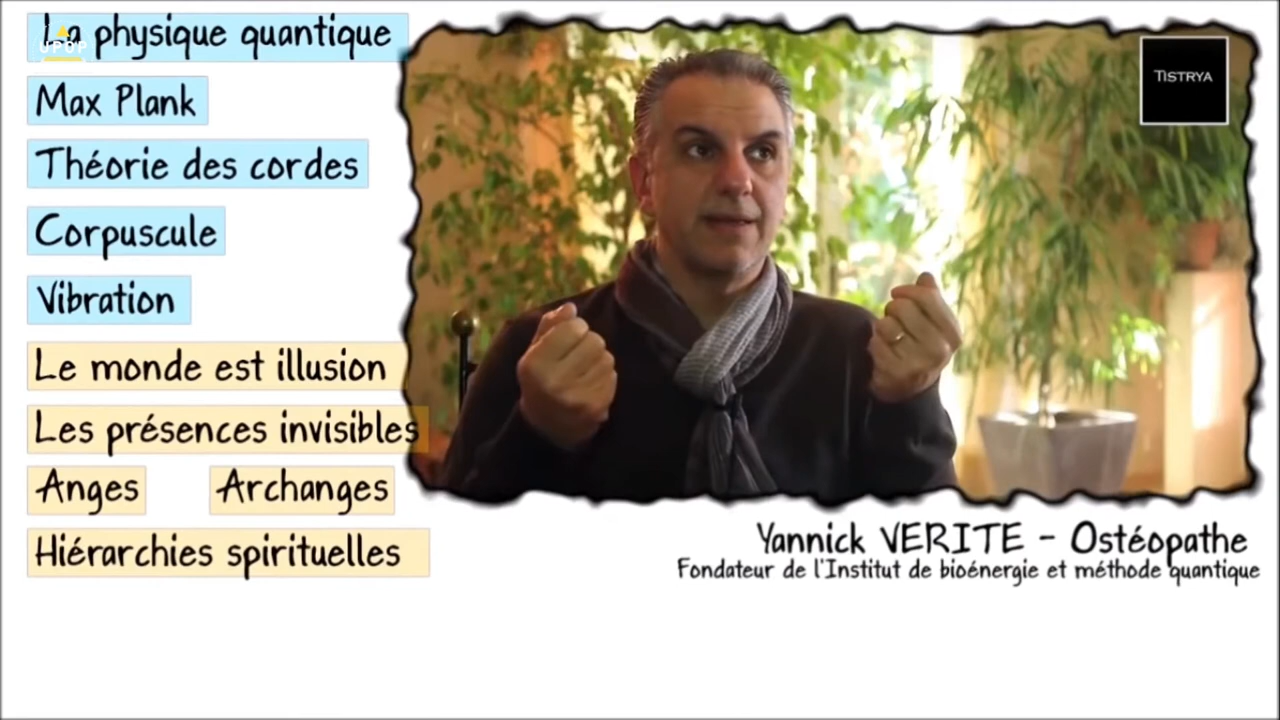 La physique quantique
UPOP
Max Plank
Théorie des cordes
Corpuscule
Vibration
Le monde est illusion
Les présences invisibles
Anges Archanges
Hiérarchies spirituelles
TISTRYA
Yannick VERITE - Ostéopathe
Fondateur de l'Institut de bioénergie et méthode quantique